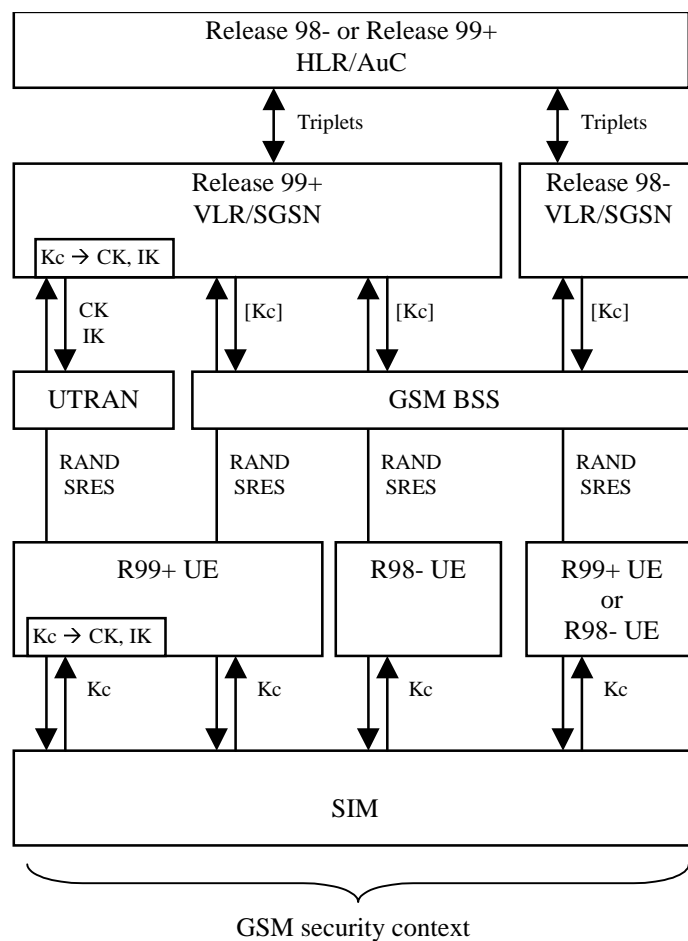 Release 98- or Release 99+
HLR/AuC
Triplets
Triplets
Release 99+
VLR/SGSN
Release 98-
VLR/SGSN
Kc → CK, IK
CK
IK
[Kc]
[Kc]
[Kc]
UTRAN
GSM BSS
RAND
SRES
RAND
SRES
RAND
SRES
RAND
SRES
R99+ UE
R98- UE
R99+ UE
or
R98- UE
Kc → CK, IK
Kc
Kc
Kc
Kc
SIM
GSM security context